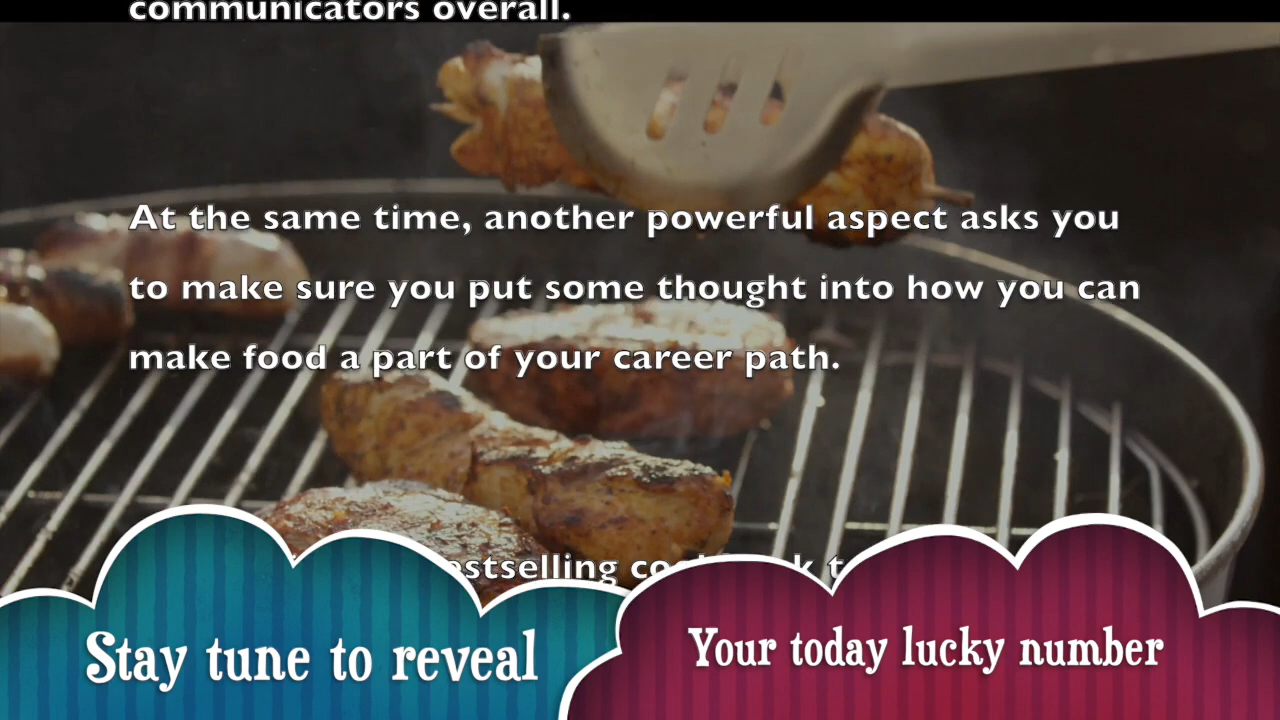 communicators overall.
At the same time, another powerful aspect asks you
to make sure you put some thought into how you can
make food a part of your career path.
Stay tune to reveal
Your today lucky number